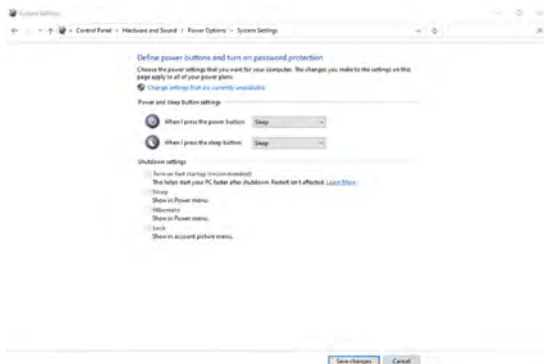 System Settings
Control Panel › Hardware and Sound › Power Options › System Settings
Define power buttons and turn on password protection
Choose the power settings that you want for your computer. The changes you make to the settings on this
page apply to all of your power plans.
Change settings that are currently unavailable
Power and sleep button settings
When I press the power button: Sleep
When I press the sleep button: Sleep
Shutdown settings
Turn on fast startup (recommended)
This helps start your PC faster after shutdown. Restart isn't affected. Learn More
Sleep
Show in Power menu.
Hibernate
Show in Power menu.
Lock
Show in account picture menu.
Save changes Cancel